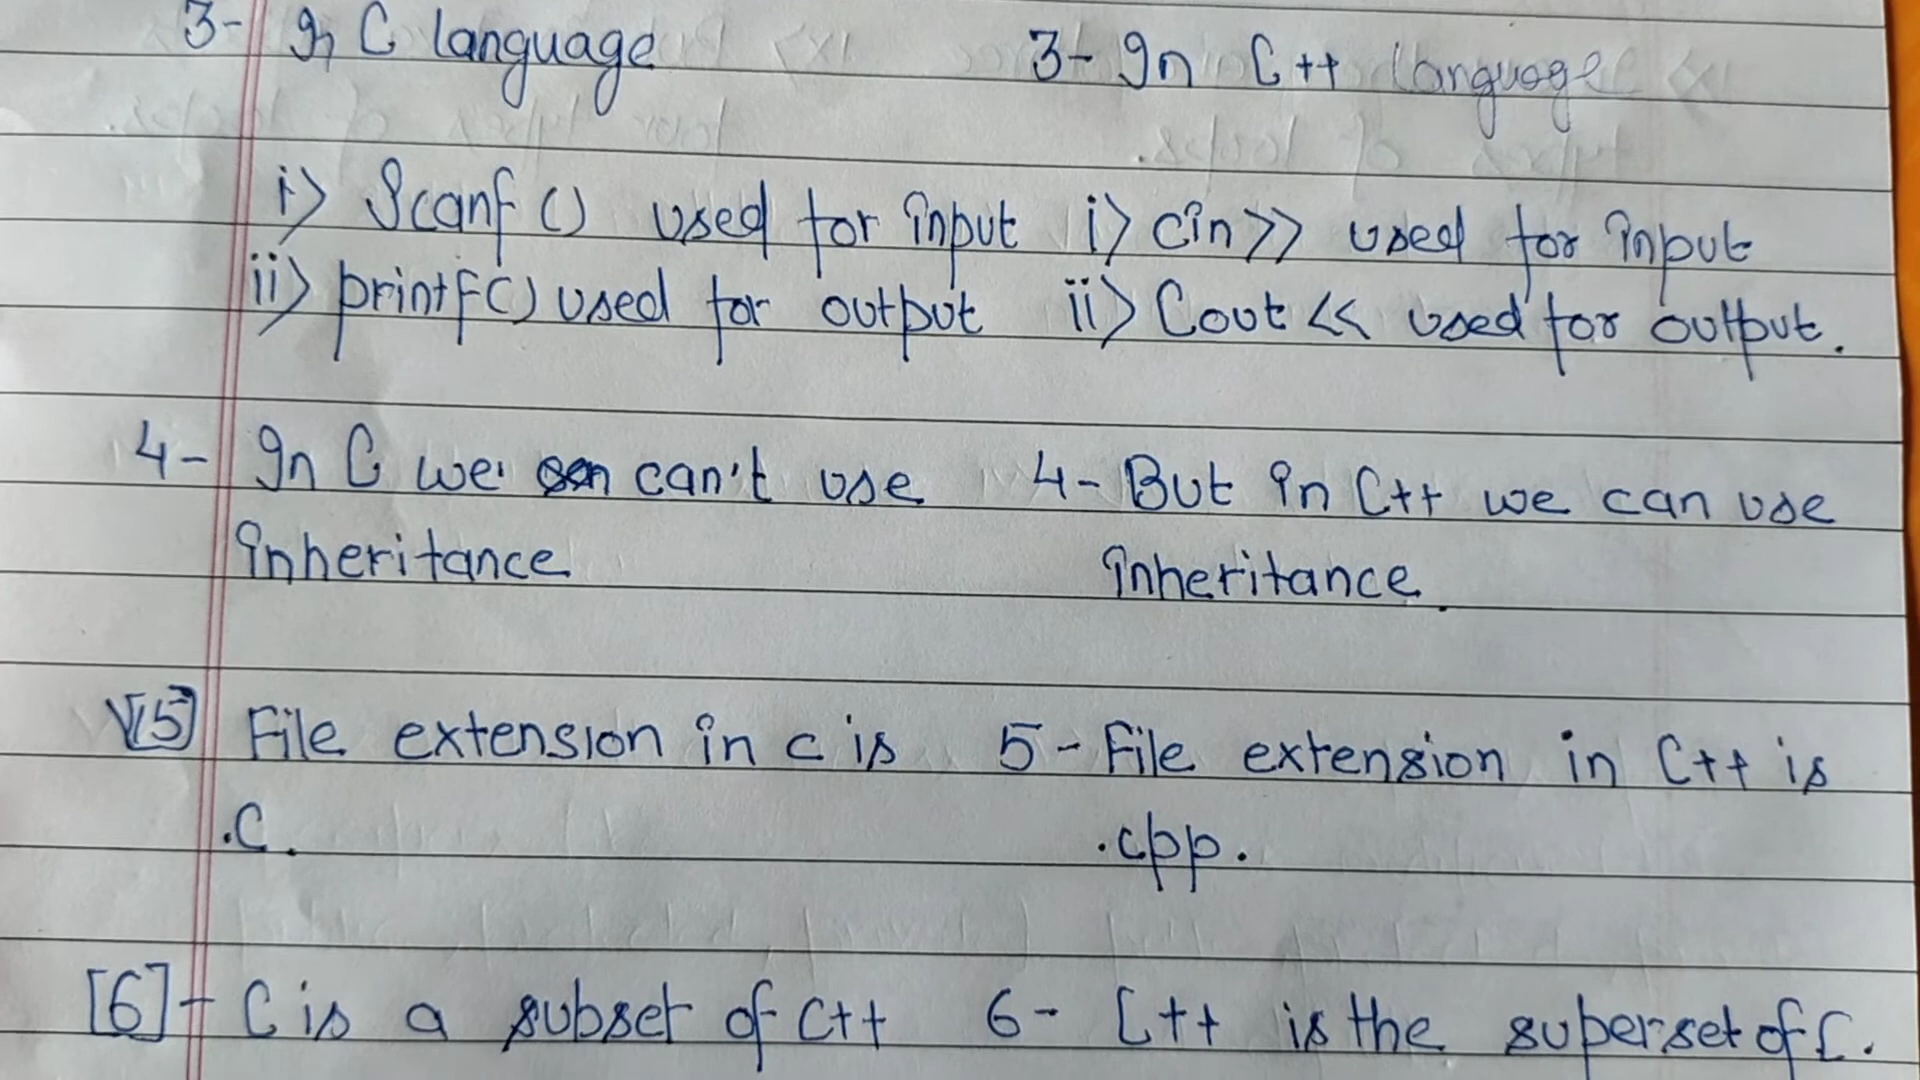 3- In C language 3- In C++ language
i> Scanf () used for input i> cin>> used for input
ii> printf() used for output ii> Cout << used for output.
4- In C we can can't use 4- But in C++ we can use
inheritance inheritance.
[5] File extension in c is 5- File extension in C++ is
.C. .cpp.
[6]- C is a subset of C++ 6- C++ is the superset of C.